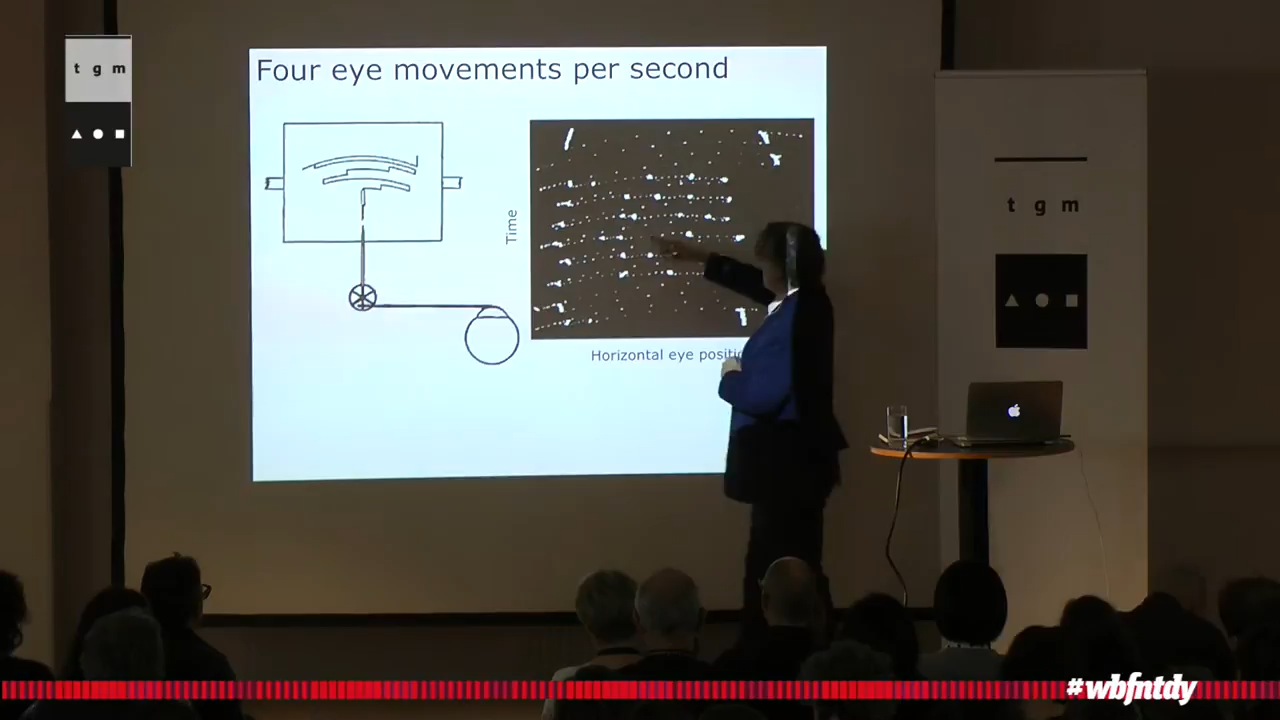 t g m
Four eye movements per second
Time
Horizontal eye positi
t g m
#wbfntdy